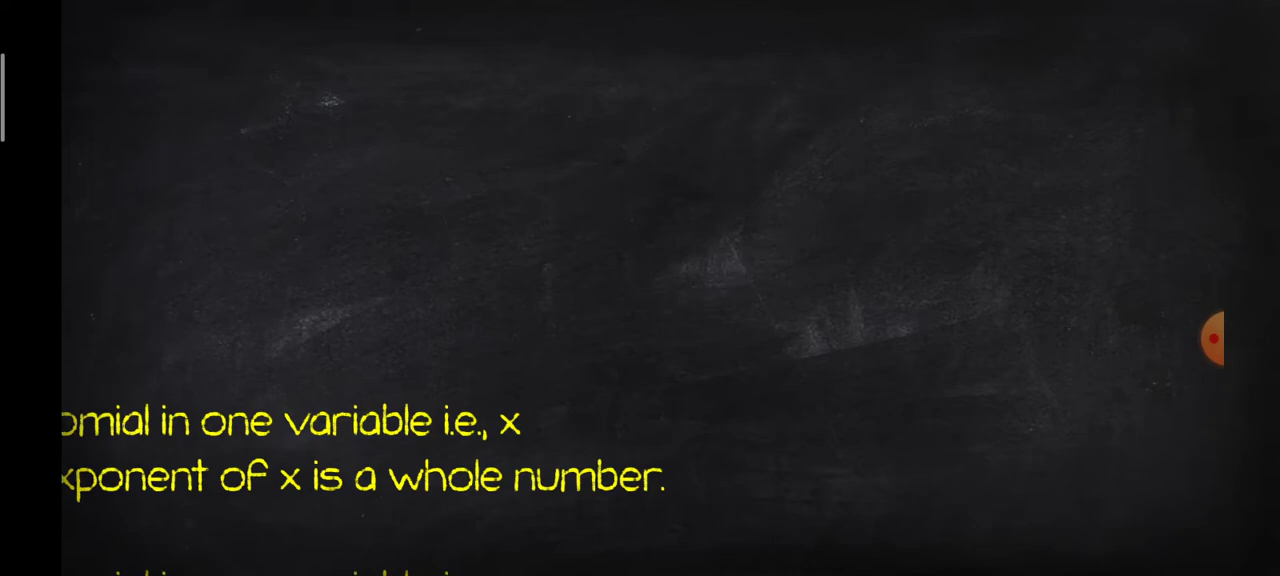 omial in one variable i.e., x
xponent of x is a whole number.